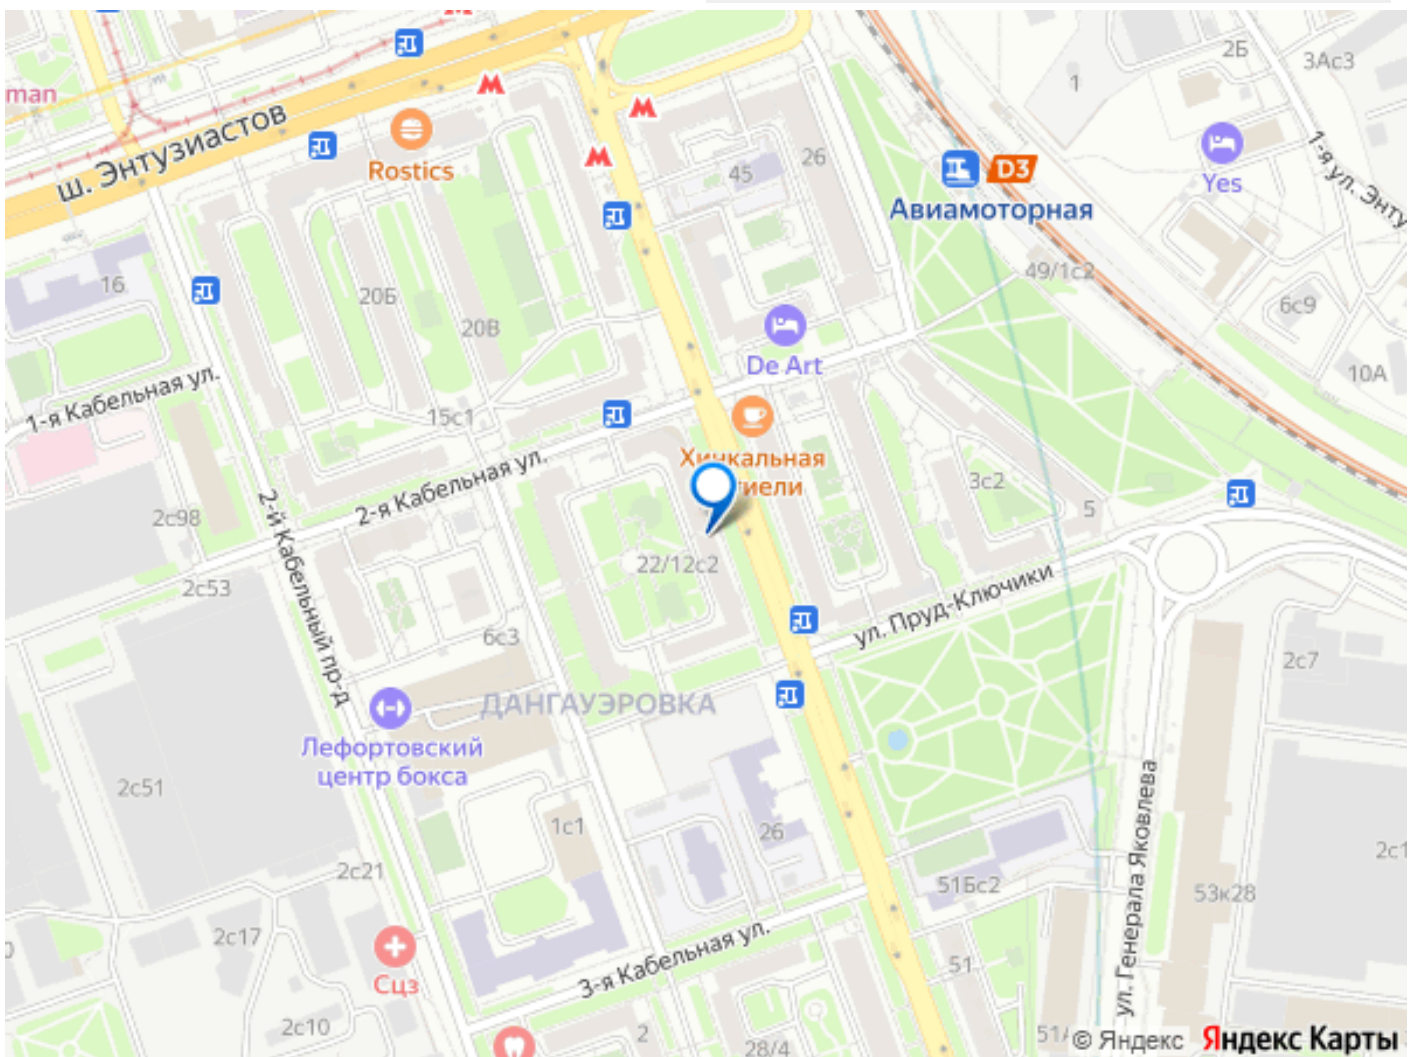 man
ш. Энтузиастов
Rostics
45
26
D3
Авиамоторная
2Б
3Ас3
1
Yes
1-я ул. Энту
49/1с2
6с9
10А
16
20Б
20В
De Art
1-я Кабельная ул.
15с1
Хинкальная
2-я Кабельная ул.
2с98
2-й Кабельный пр-д
22/12с2
3с2
5
2с53
6с3
ул. Пруд-Ключики
2с7
ДАНГАУЭРОВКА
Лефортовский
центр бокса
2с51
1с1
26
2с21
51Бс2
ул. Генерала Яковлева
53к28
2с17
Сцз
3-я Кабельная ул.
51
2с10
2
28/4
© Яндекс
Яндекс Карты